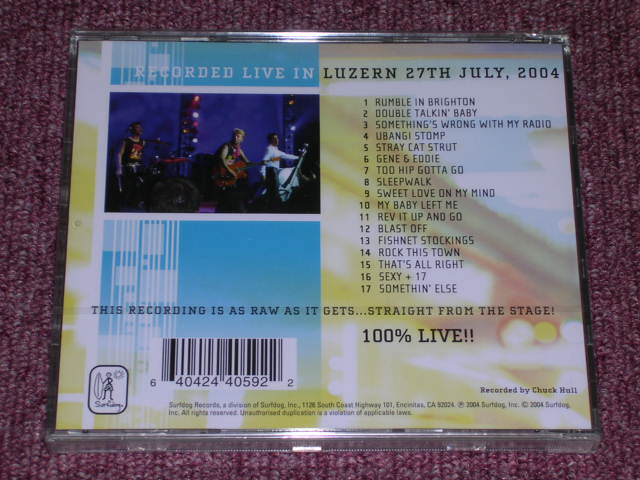 RECORDED LIVE IN LUZERN 27TH JULY, 2004
1 RUMBLE IN BRIGHTON
2 DOUBLE TALKIN' BABY
3 SOMETHING'S WRONG WITH MY RADIO
4 UBANGI STOMP
5 STRAY CAT STRUT
6 GENE & EDDIE
7 TOO HIP GOTTA GO
8 SLEEPWALK
9 SWEET LOVE ON MY MIND
10 MY BABY LEFT ME
11 REV IT UP AND GO
12 BLAST OFF
13 FISHNET STOCKINGS
14 ROCK THIS TOWN
15 THAT'S ALL RIGHT
16 SEXY + 17
17 SOMETHIN' ELSE
THIS RECORDING IS AS RAW AS IT GETS...STRAIGHT FROM THE STAGE!
100% LIVE!!
6 40424 40592 2
Recorded by Chuck Hull
Surfdog
Surfdog Records, a division of Surfdog, Inc., 1126 South Coast Highway 101, Encinitas, CA 92024. ℗ 2004 Surfdog, Inc. © 2004 Surfdog,
Inc. All rights reserved. Unauthorised duplication is a violation of applicable laws.